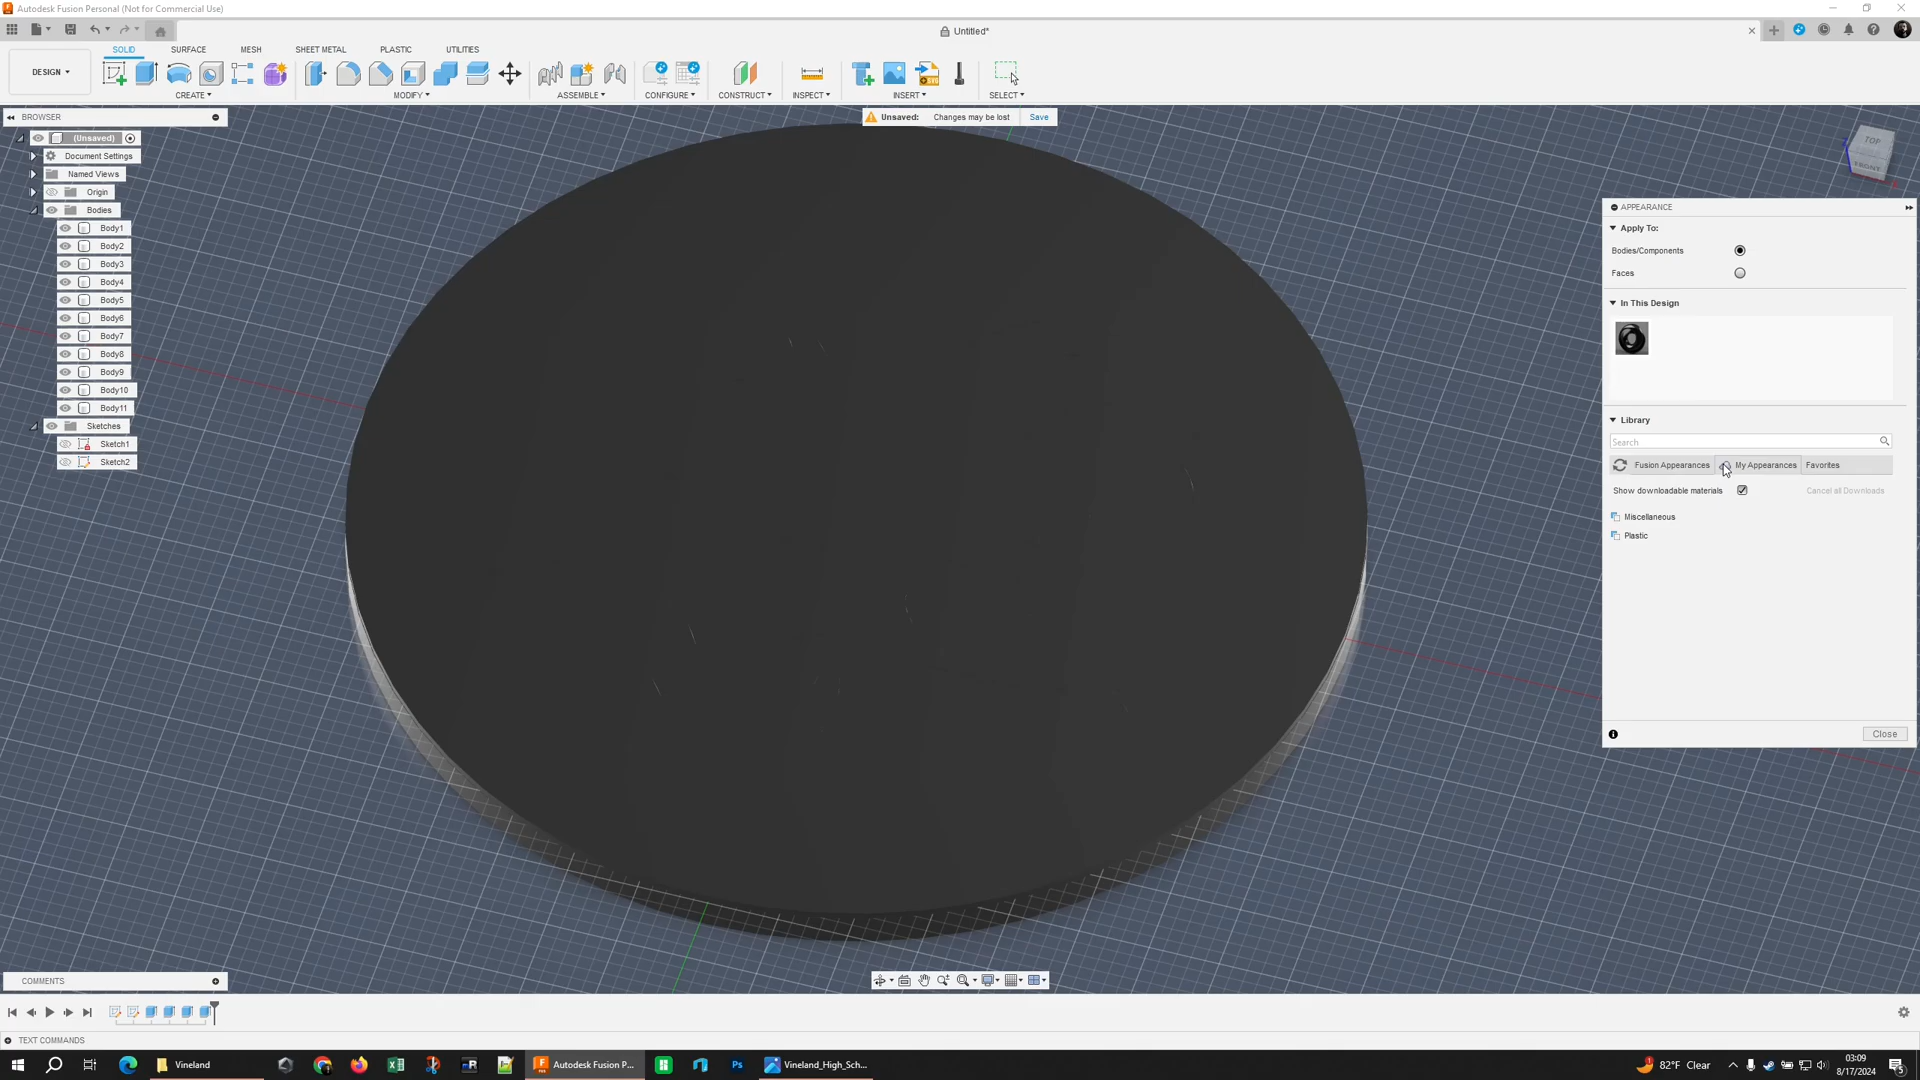 Autodesk Fusion Personal (Not for Commercial Use)
Untitled*
DESIGN
SOLID
SURFACE
MESH
SHEET METAL
PLASTIC
UTILITIES
CREATE
MODIFY
ASSEMBLE
CONFIGURE
CONSTRUCT
INSPECT
INSERT
SELECT
BROWSER
Unsaved: Changes may be lost Save
(Unsaved)
Document Settings
Named Views
Origin
Bodies
Body1
Body2
Body3
Body4
Body5
Body6
Body7
Body8
Body9
Body10
Body11
Sketches
Sketch1
Sketch2
TOP
FRONT
APPEARANCE
Apply To:
Bodies/Components
Faces
In This Design
Library
Search
Fusion Appearances My Appearances Favorites
Show downloadable materials Cancel all Downloads
Miscellaneous
Plastic
Close
COMMENTS
TEXT COMMANDS
Vineland
Autodesk Fusion P...
Ps
Vineland_High_Sch...
82°F Clear
03:09
8/17/2024